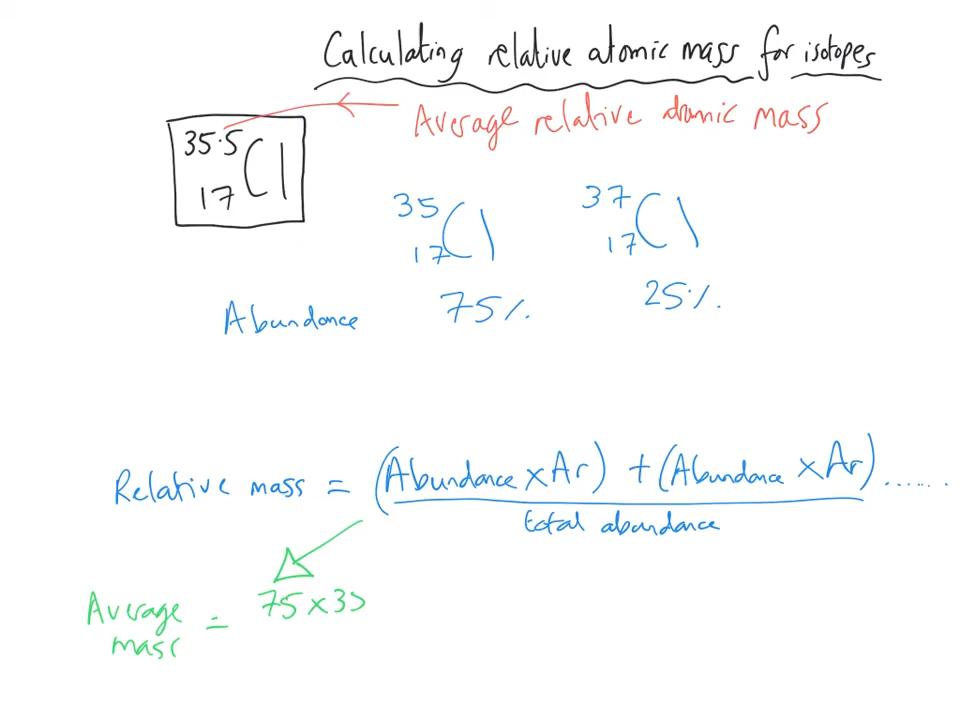 Calculating relative atomic mass for isotopes
Average relative atomic mass
35.5
17 Cl
35
17 Cl
37
17 Cl
Abundance 75% 25%
Relative mass = (Abundance × Ar) + (Abundance × Ar) ......
total abundance
Average mass = 75 × 35